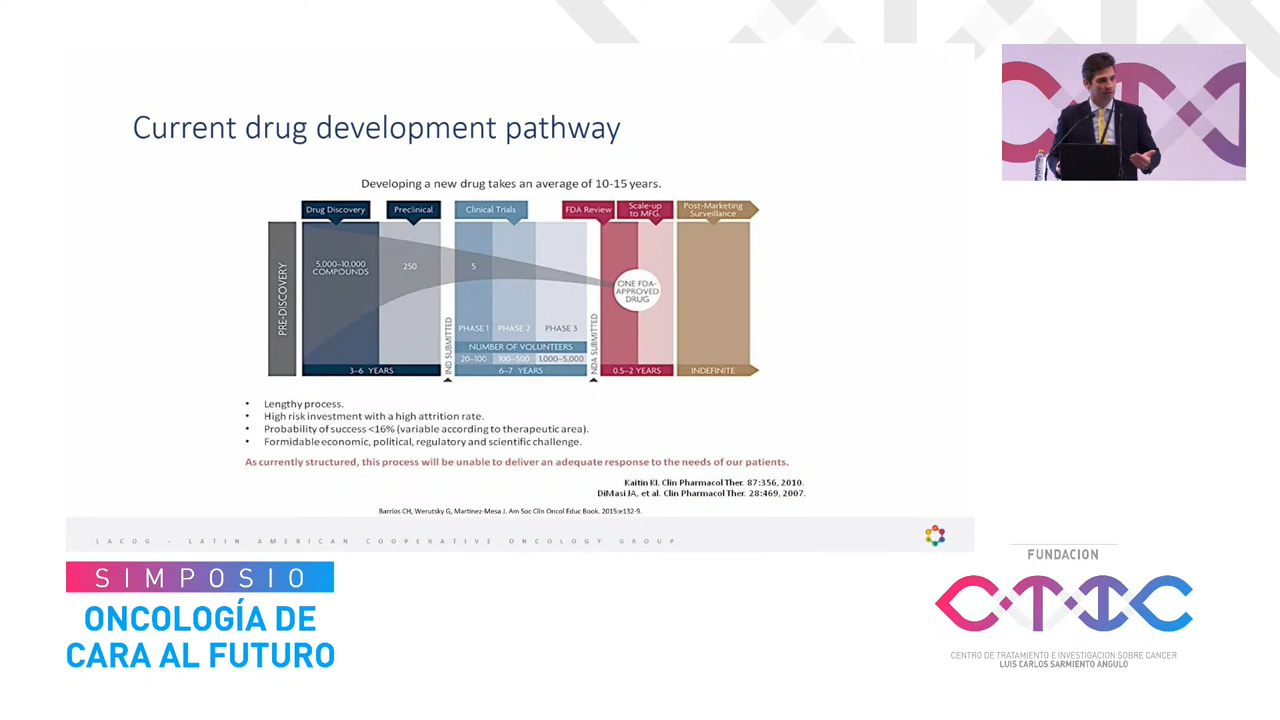 Current drug development pathway
Developing a new drug takes an average of 10-15 years.
Drug Discovery
Preclinical
Clinical Trials
FDA Review
Scale-up
to MFG.
Post-Marketing
Surveillance
PRE-DISCOVERY
5,000–10,000
COMPOUNDS
250
5
ONE FDA-
APPROVED
DRUG
IND SUBMITTED
NDA SUBMITTED
PHASE 1 PHASE 2 PHASE 3
NUMBER OF VOLUNTEERS
20–100 100–500 1,000–5,000
3–6 YEARS
6–7 YEARS
0.5–2 YEARS
INDEFINITE
• Lengthy process.
• High risk investment with a high attrition rate.
• Probability of success <16% (variable according to therapeutic area).
• Formidable economic, political, regulatory and scientific challenge.
As currently structured, this process will be unable to deliver an adequate response to the needs of our patients.
Kaitin KI. Clin Pharmacol Ther. 87:356, 2010.
DiMasi JA, et al. Clin Pharmacol Ther. 28:469, 2007.
Barrios CH, Werutsky G, Martinez-Mesa J. Am Soc Clin Oncol Educ Book. 2015:e132-9.
LACOG - LATIN AMERICAN COOPERATIVE ONCOLOGY GROUP
SIMPOSIO
ONCOLOGÍA DE
CARA AL FUTURO
FUNDACION
CTIC
CENTRO DE TRATAMIENTO E INVESTIGACION SOBRE CANCER
LUIS CARLOS SARMIENTO ANGULO